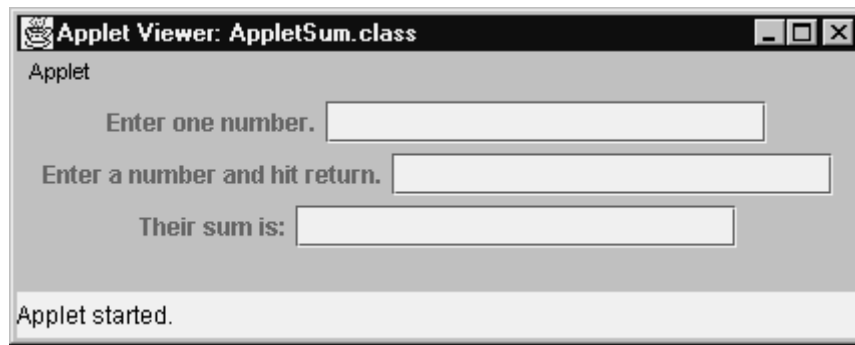 Applet Viewer: AppletSum.class
Applet
Enter one number.
Enter a number and hit return.
Their sum is:
Applet started.